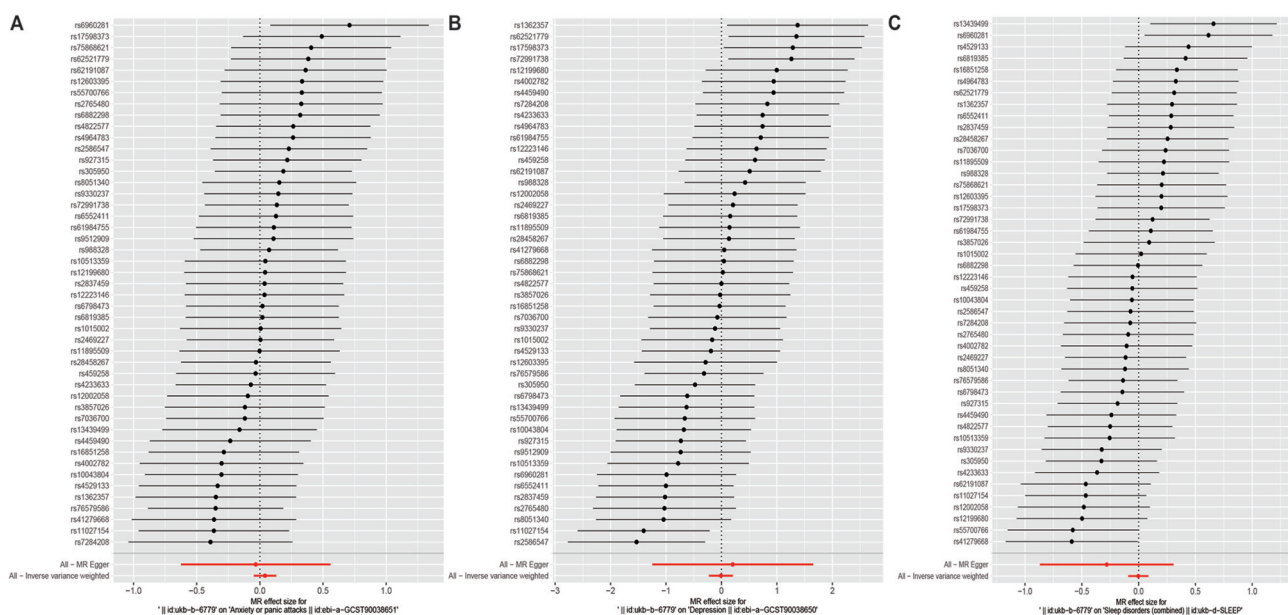 A
rs6960281
rs17598373
rs75868621
rs62521779
rs62191087
rs12603395
rs55700766
rs2765480
rs6882298
rs4822577
rs4964783
rs2586547
rs927315
rs305950
rs8051340
rs9330237
rs72991738
rs6552411
rs61984755
rs9512909
rs988328
rs10513359
rs12199680
rs2837459
rs12223146
rs6798473
rs6819385
rs1015002
rs2469227
rs11895509
rs28458267
rs459258
rs4233633
rs12002058
rs3857026
rs7036700
rs13439499
rs4459490
rs16851258
rs4002782
rs10043804
rs4529133
rs1362357
rs76579586
rs41279668
rs11027154
rs7284208
All − MR Egger
All − Inverse variance weighted
−1.0 −0.5 0.0 0.5 1.0
MR effect size for
' || id:ukb-b-6779' on 'Anxiety or panic attacks || id:ebi-a-GCST90038651'
B
rs1362357
rs62521779
rs17598373
rs72991738
rs12199680
rs4002782
rs4459490
rs7284208
rs4233633
rs4964783
rs61984755
rs12223146
rs459258
rs62191087
rs988328
rs12002058
rs2469227
rs6819385
rs11895509
rs28458267
rs41279668
rs6882298
rs75868621
rs4822577
rs3857026
rs16851258
rs7036700
rs9330237
rs1015002
rs4529133
rs12603395
rs76579586
rs305950
rs6798473
rs13439499
rs55700766
rs10043804
rs927315
rs9512909
rs10513359
rs6960281
rs6552411
rs2837459
rs2765480
rs8051340
rs11027154
rs2586547
All − MR Egger
All − Inverse variance weighted
−3 −2 −1 0 1 2
MR effect size for
' || id:ukb-b-6779' on 'Depression || id:ebi-a-GCST90038650'
C
rs13439499
rs6960281
rs4529133
rs6819385
rs16851258
rs4964783
rs62521779
rs1362357
rs6552411
rs2837459
rs28458267
rs7036700
rs11895509
rs988328
rs75868621
rs12603395
rs17598373
rs72991738
rs61984755
rs3857026
rs1015002
rs6882298
rs12223146
rs459258
rs10043804
rs2586547
rs7284208
rs2765480
rs4002782
rs2469227
rs8051340
rs76579586
rs6798473
rs927315
rs4459490
rs4822577
rs10513359
rs9330237
rs305950
rs4233633
rs62191087
rs11027154
rs12002058
rs12199680
rs55700766
rs41279668
All − MR Egger
All − Inverse variance weighted
−1.0 −0.5 0.0 0.5 1.0
MR effect size for
' || id:ukb-b-6779' on 'Sleep disorders (combined) || id:ukb-d-SLEEP'